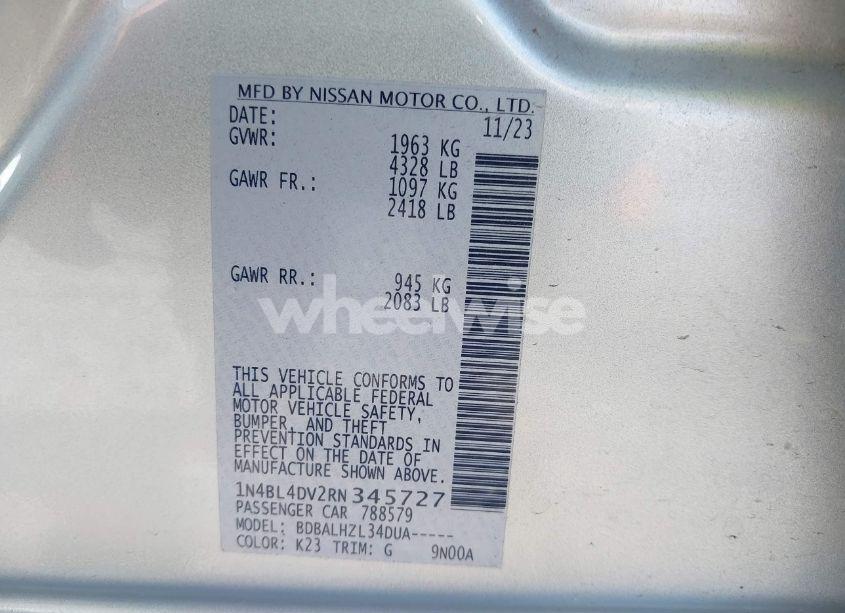 MFD BY NISSAN MOTOR CO., LTD.
DATE: 11/23
GVWR: 1963 KG
4328 LB
GAWR FR.: 1097 KG
2418 LB
GAWR RR.: 945 KG
2083 LB
wheelwise
THIS VEHICLE CONFORMS TO
ALL APPLICABLE FEDERAL
MOTOR VEHICLE SAFETY,
BUMPER, AND THEFT
PREVENTION STANDARDS IN
EFFECT ON THE DATE OF
MANUFACTURE SHOWN ABOVE.
1N4BL4DV2RN345727
PASSENGER CAR 788579
MODEL: BDBALHZL34DUA-----
COLOR: K23 TRIM: G 9N00A